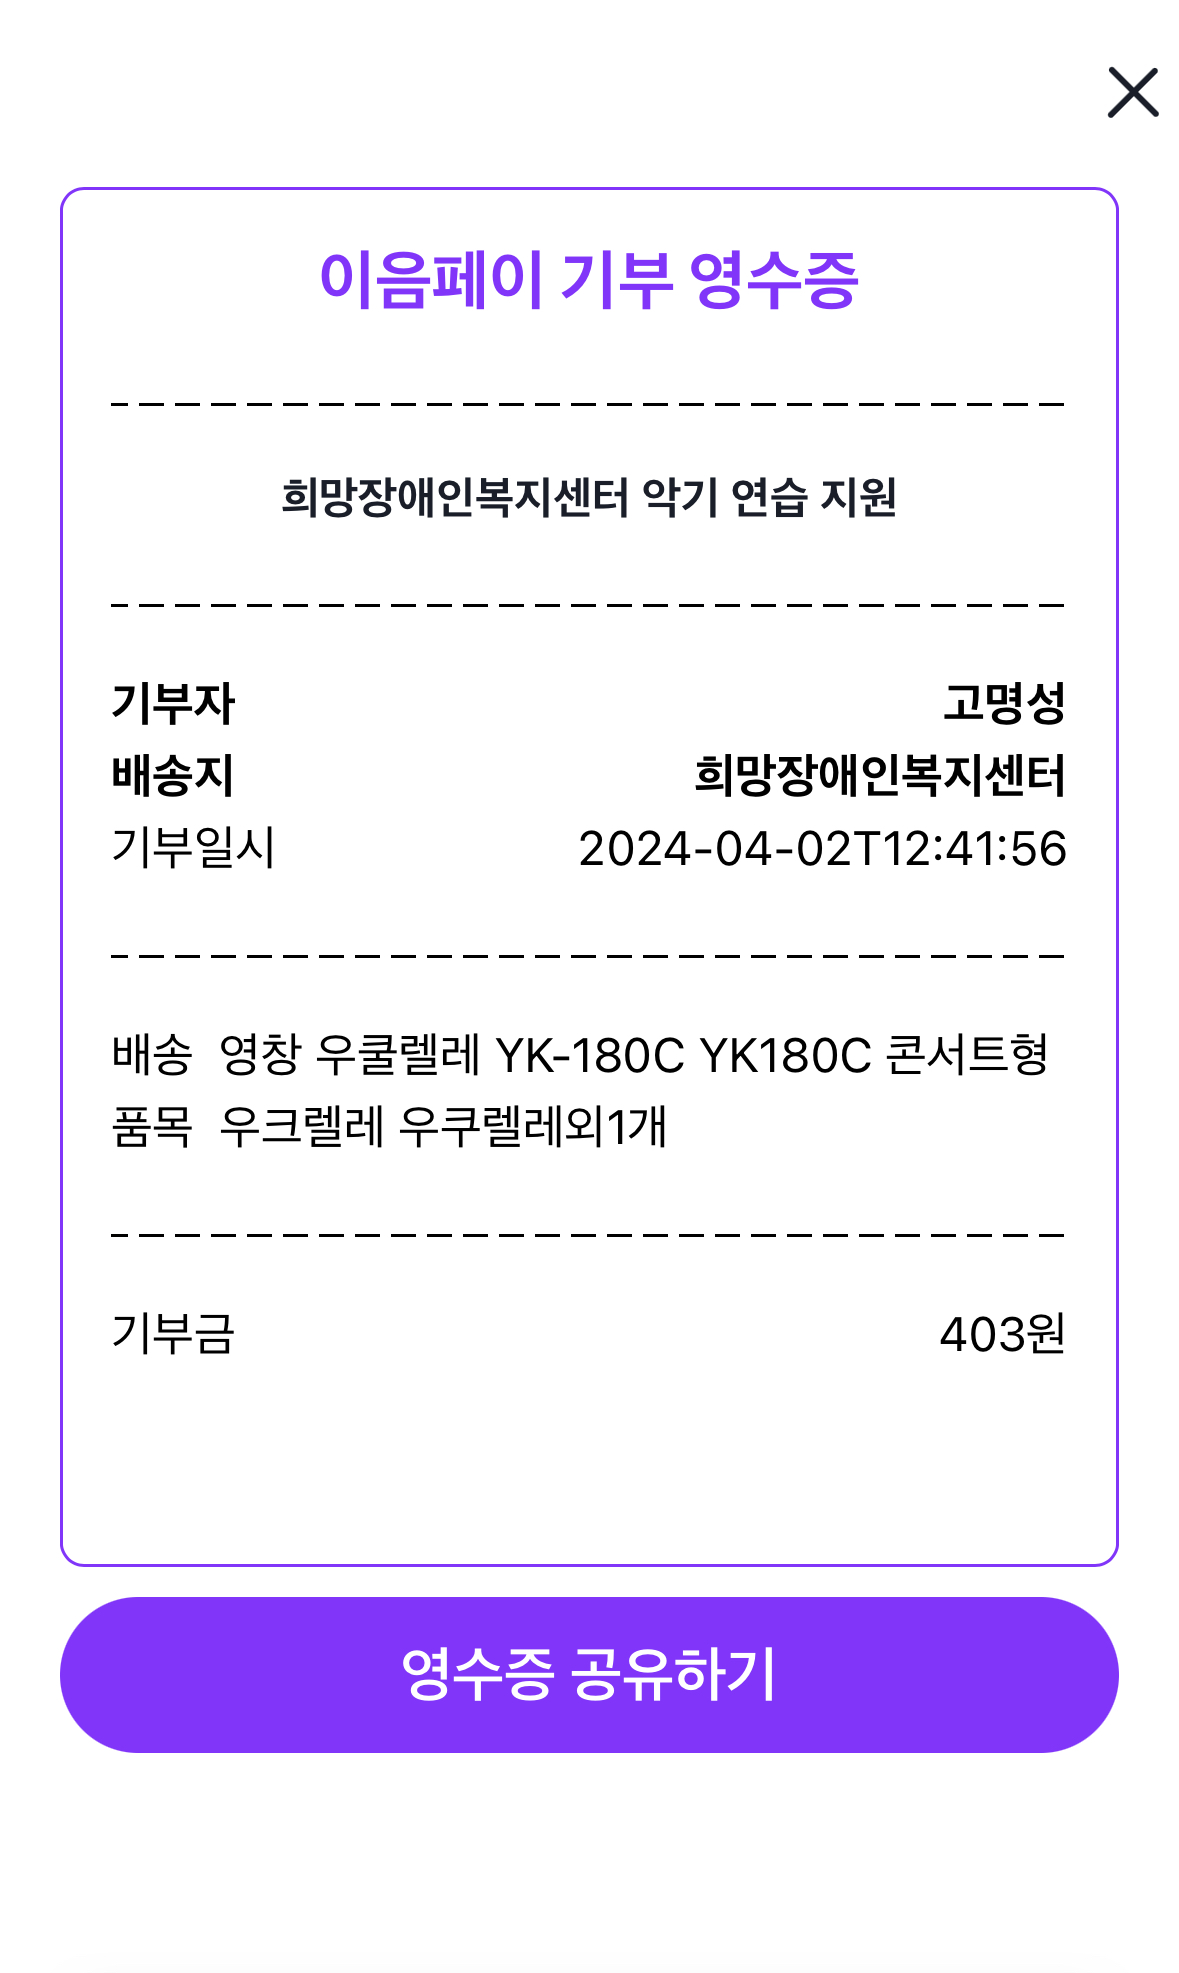 이음페이 기부 영수증
희망장애인복지센터 악기 연습 지원
기부자 고명성
배송지 희망장애인복지센터
기부일시 2024-04-02T12:41:56
배송 영창 우쿨렐레 YK-180C YK180C 콘서트형
품목 우크렐레 우쿠렐레외1개
기부금 403원
영수증 공유하기